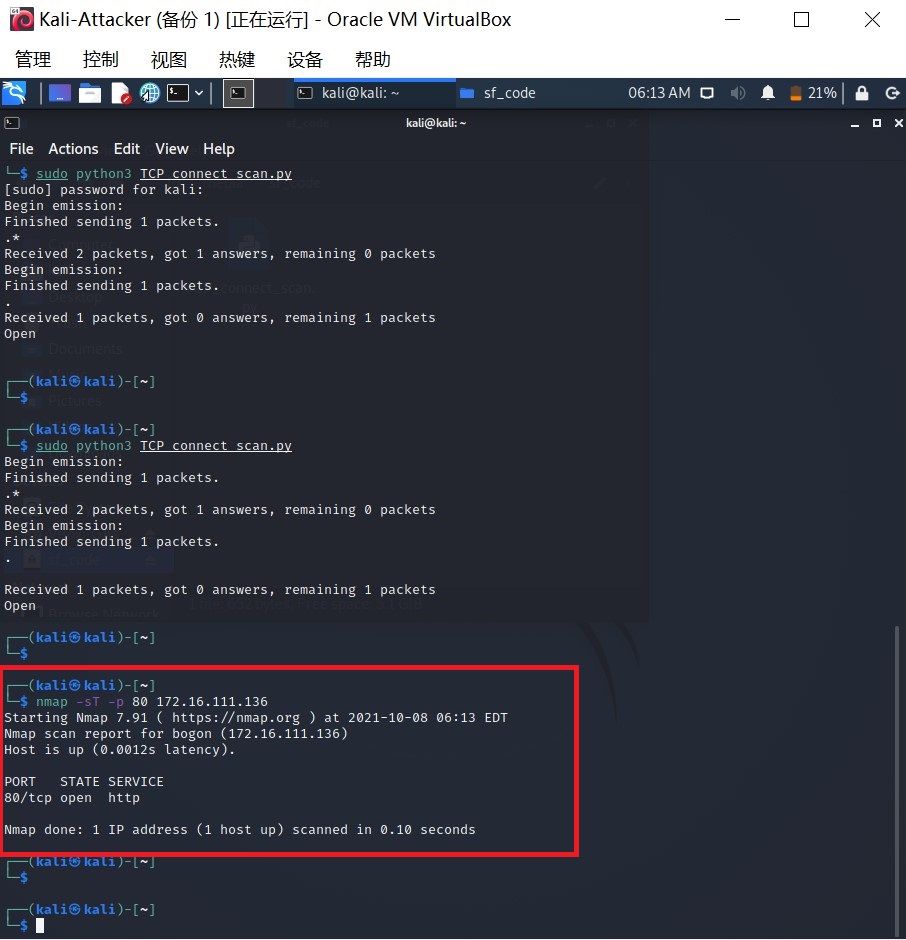 Kali-Attacker (备份 1) [正在运行] - Oracle VM VirtualBox
管理 控制 视图 热键 设备 帮助
kali@kali: ~ sf_code 06:13 AM 21%
kali@kali: ~
File Actions Edit View Help
└─$ sudo python3 TCP_connect_scan.py
[sudo] password for kali:
Begin emission:
Finished sending 1 packets.
.*
Received 2 packets, got 1 answers, remaining 0 packets
Begin emission:
Finished sending 1 packets.
.
Received 1 packets, got 0 answers, remaining 1 packets
Open
┌──(kali㉿kali)-[~]
└─$
┌──(kali㉿kali)-[~]
└─$ sudo python3 TCP_connect_scan.py
Begin emission:
Finished sending 1 packets.
.*
Received 2 packets, got 1 answers, remaining 0 packets
Begin emission:
Finished sending 1 packets.
.
Received 1 packets, got 0 answers, remaining 1 packets
Open
┌──(kali㉿kali)-[~]
└─$
┌──(kali㉿kali)-[~]
└─$ nmap -sT -p 80 172.16.111.136
Starting Nmap 7.91 ( https://nmap.org ) at 2021-10-08 06:13 EDT
Nmap scan report for bogon (172.16.111.136)
Host is up (0.0012s latency).
PORT STATE SERVICE
80/tcp open http
Nmap done: 1 IP address (1 host up) scanned in 0.10 seconds
┌──(kali㉿kali)-[~]
└─$
┌──(kali㉿kali)-[~]
└─$